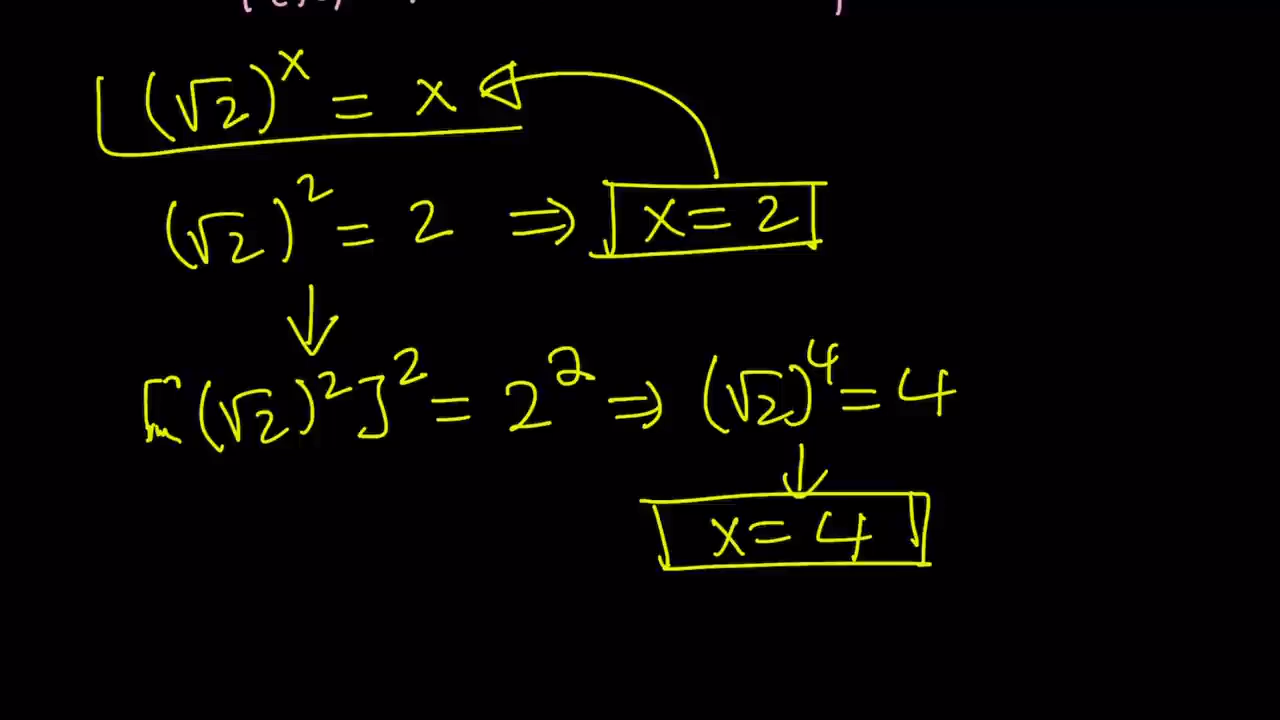 (√2)^x = x
(√2)^2 = 2 ⇒ x = 2
[(√2)^2]^2 = 2^2 ⇒ (√2)^4 = 4
x = 4